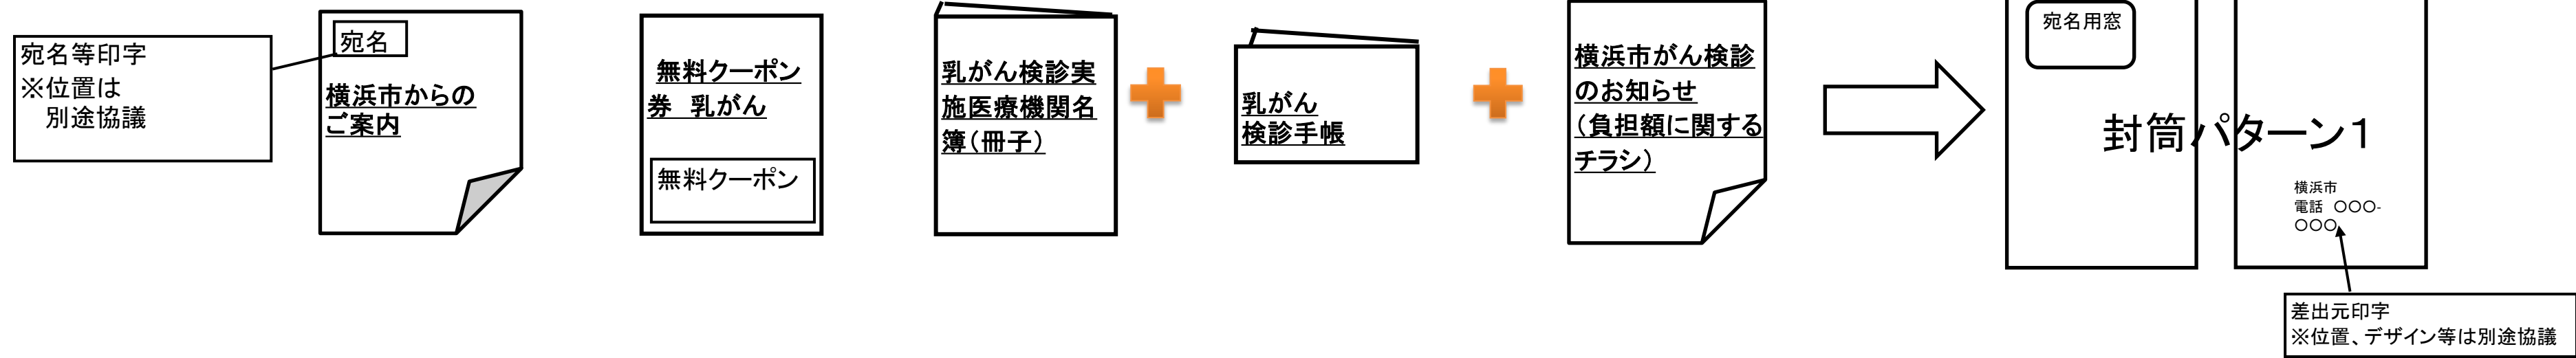 宛名等印字
※位置は
別途協議
宛名
横浜市からの
ご案内
無料クーポン
券　乳がん
無料クーポン
乳がん検診実
施医療機関名
簿（冊子）
乳がん
検診手帳
横浜市がん検診
のお知らせ
（負担額に関する
チラシ）
宛名用窓
封筒パターン1
横浜市
電話　○○○-
○○○
差出元印字
※位置、デザイン等は別途協議